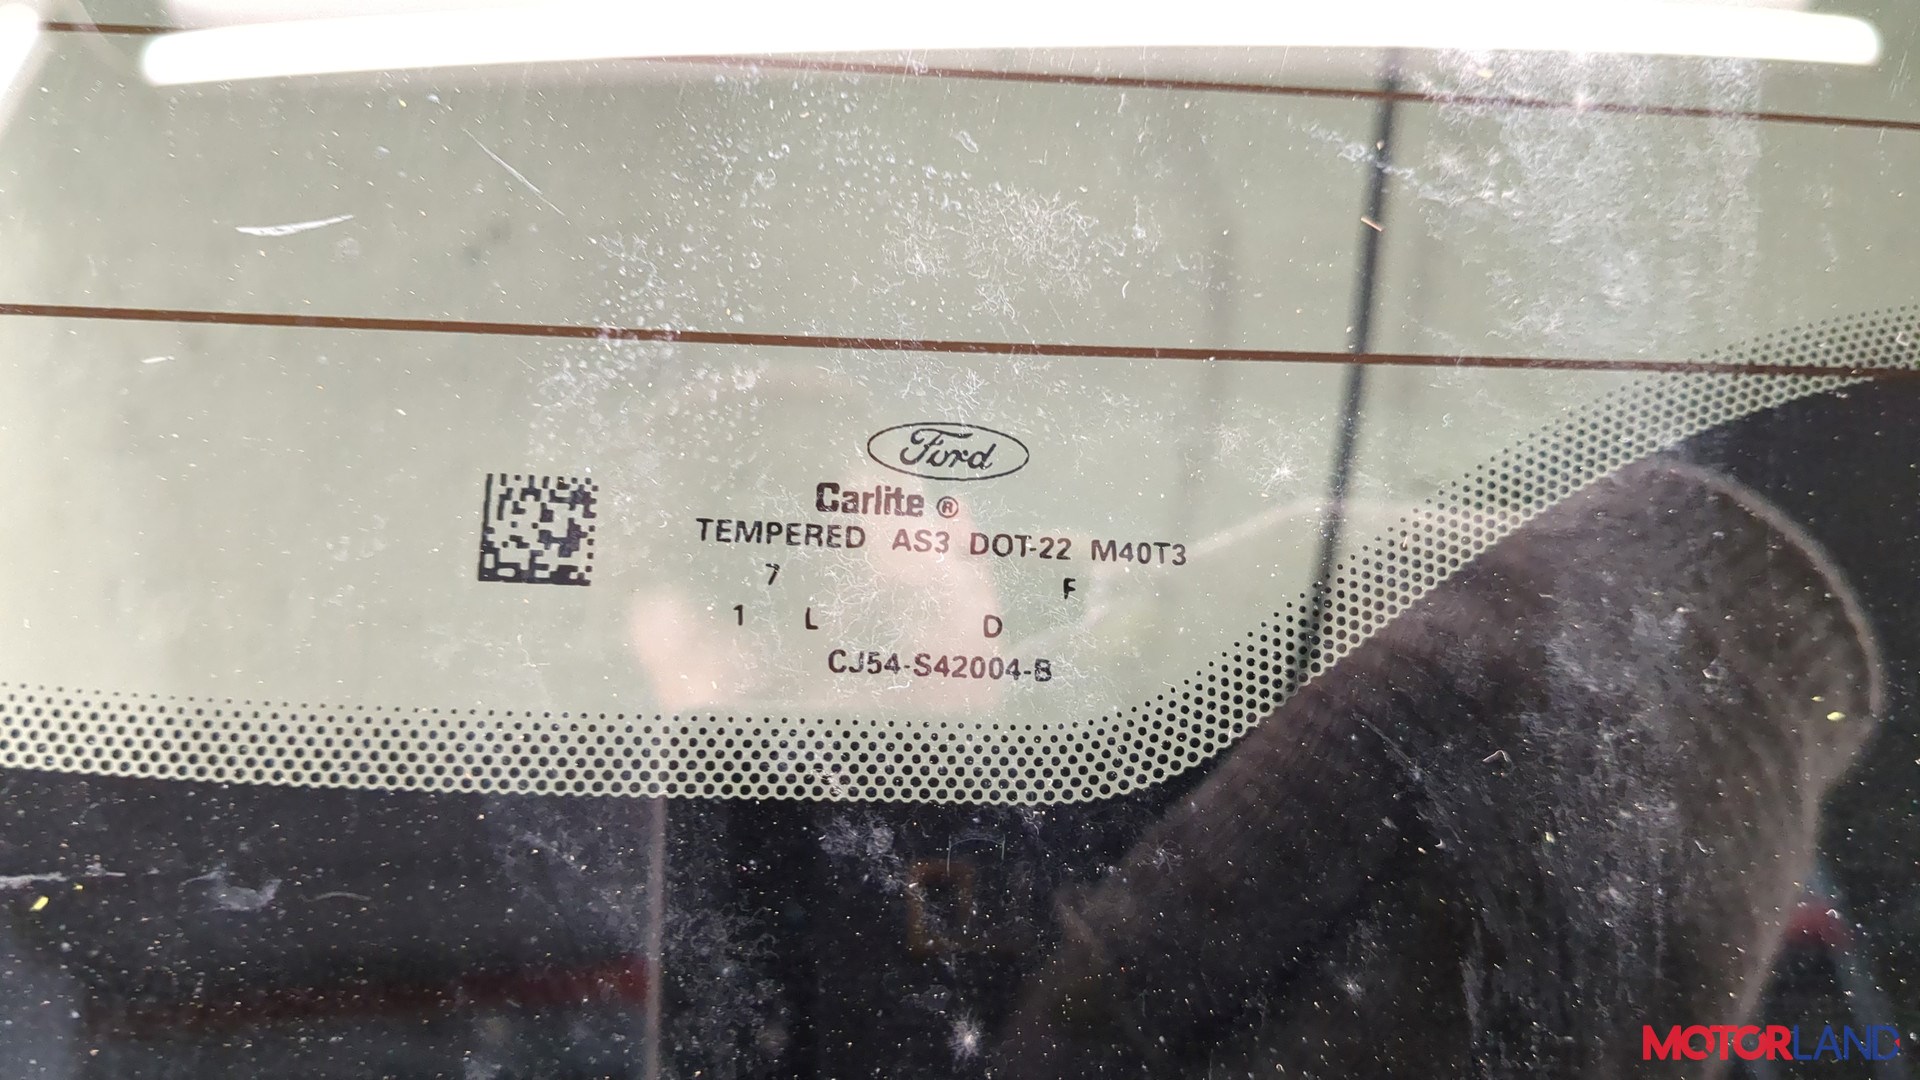 Ford
Carlite ®
TEMPERED AS3 DOT-22 M40T3
7 F
1 L D
CJ54-S42004-B
MOTORLAND